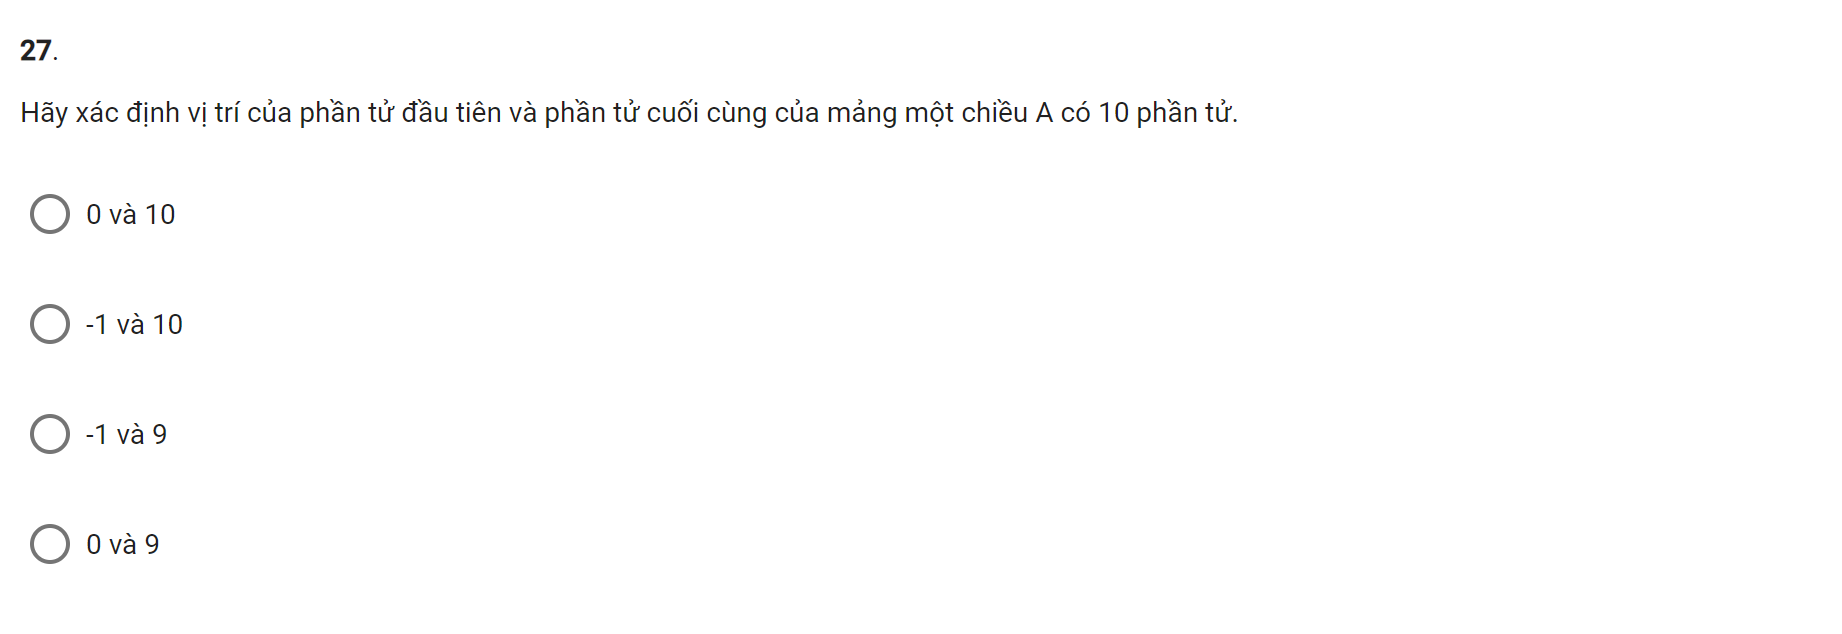 27.
Hãy xác định vị trí của phần tử đầu tiên và phần tử cuối cùng của mảng một chiều A có 10 phần tử.
0 và 10
-1 và 10
-1 và 9
0 và 9